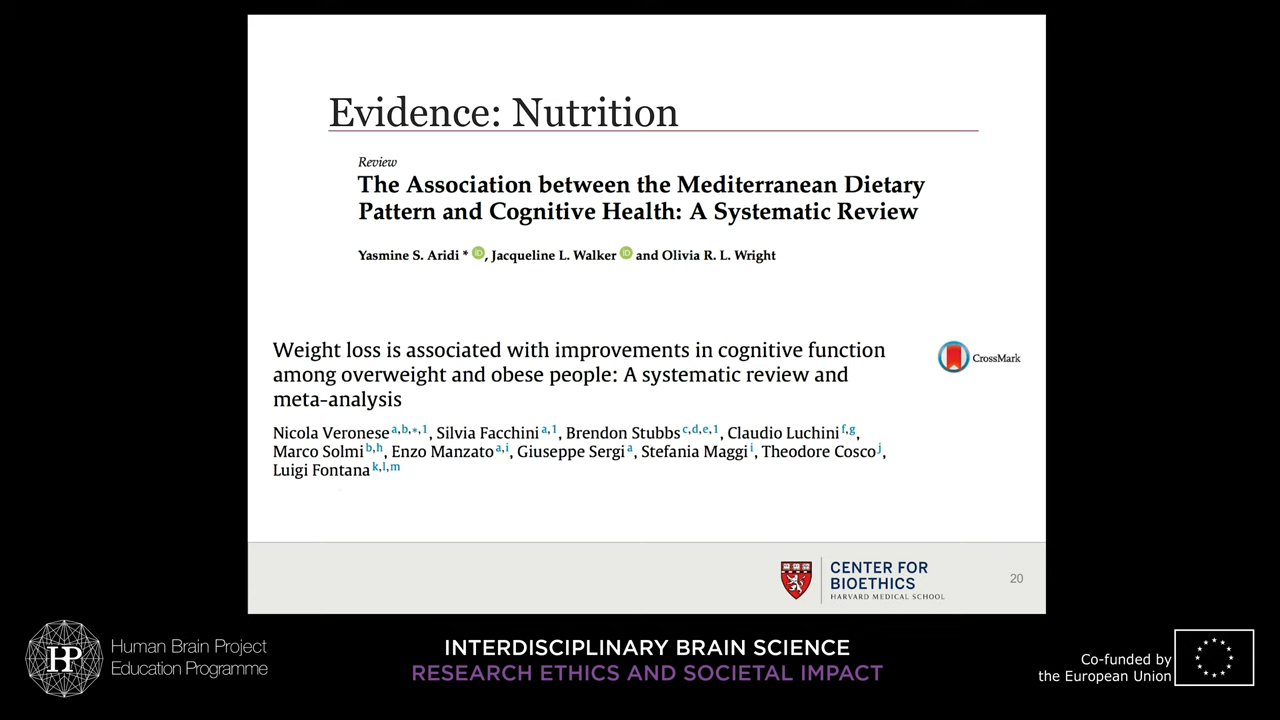 Evidence: Nutrition
Review
The Association between the Mediterranean Dietary
Pattern and Cognitive Health: A Systematic Review
Yasmine S. Aridi * iD, Jacqueline L. Walker iD and Olivia R. L. Wright
Weight loss is associated with improvements in cognitive function
among overweight and obese people: A systematic review and
meta-analysis
CrossMark
Nicola Veronese a,b,*,1, Silvia Facchini a,1, Brendon Stubbs c,d,e,1, Claudio Luchini f,g,
Marco Solmi b,h, Enzo Manzato a,i, Giuseppe Sergi a, Stefania Maggi i, Theodore Cosco j,
Luigi Fontana k,l,m
CENTER FOR
BIOETHICS
HARVARD MEDICAL SCHOOL
20
HBP
Human Brain Project
Education Programme
INTERDISCIPLINARY BRAIN SCIENCE
RESEARCH ETHICS AND SOCIETAL IMPACT
Co-funded by
the European Union